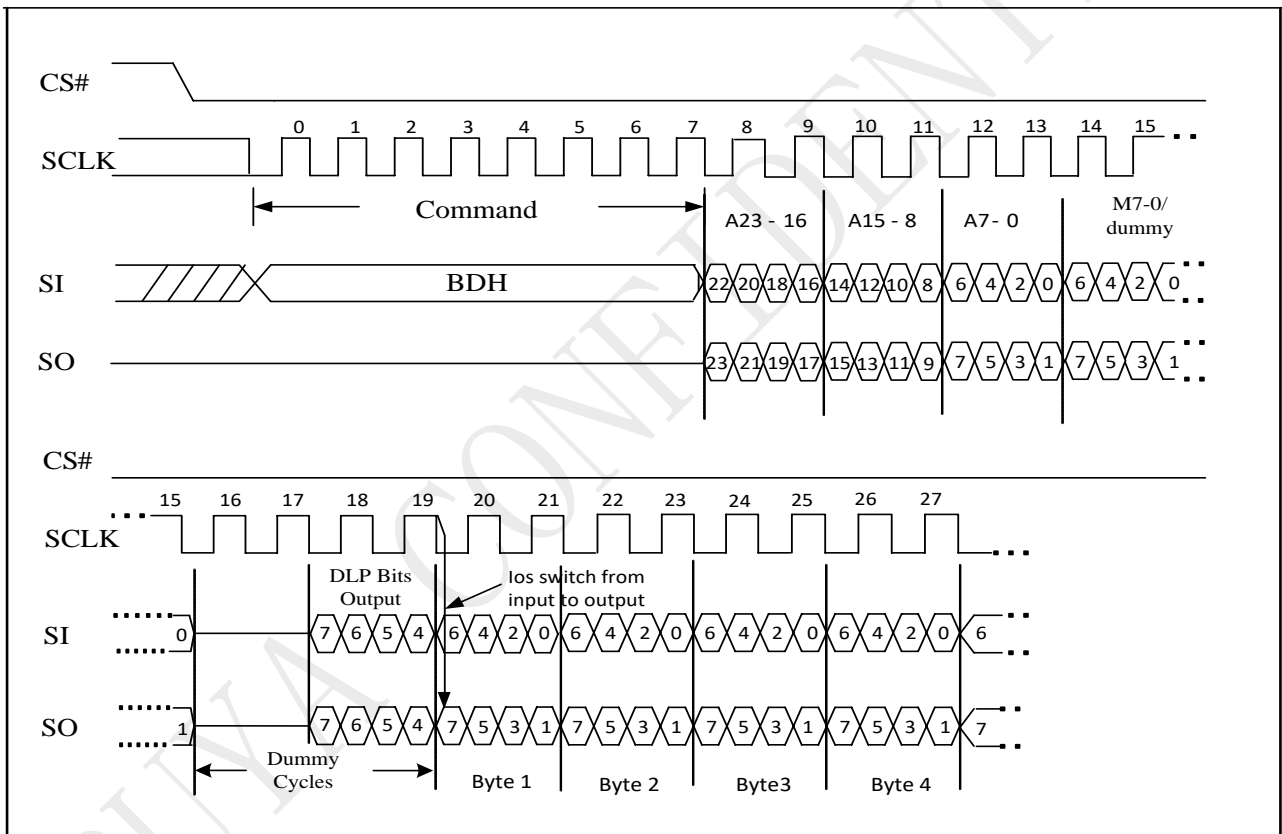 CS#
0 1 2 3 4 5 6 7 8 9 10 11 12 13 14 15
SCLK
Command
A23 - 16 A15 - 8 A7- 0 M7-0/
dummy
SI BDH 22 20 18 16 14 12 10 8 6 4 2 0 6 4 2 0
SO 23 21 19 17 15 13 11 9 7 5 3 1 7 5 3 1
CS#
15 16 17 18 19 20 21 22 23 24 25 26 27
SCLK
DLP Bits
Output
Ios switch from
input to output
SI 0 7 6 5 4 6 4 2 0 6 4 2 0 6 4 2 0 6 4 2 0 6
SO 1 7 6 5 4 7 5 3 1 7 5 3 1 7 5 3 1 7 5 3 1 7
Dummy
Cycles
Byte 1 Byte 2 Byte3 Byte 4
UYA CONFIDENT